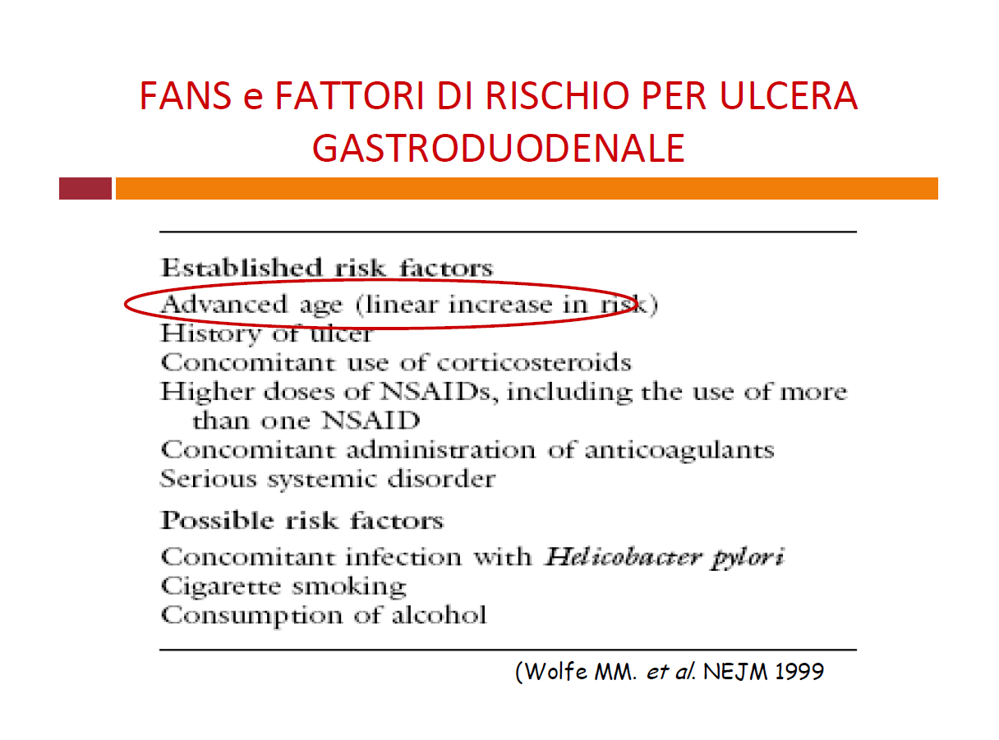 FANS e FATTORI DI RISCHIO PER ULCERA
GASTRODUODENALE
Established risk factors
Advanced age (linear increase in risk)
History of ulcer
Concomitant use of corticosteroids
Higher doses of NSAIDs, including the use of more
than one NSAID
Concomitant administration of anticoagulants
Serious systemic disorder
Possible risk factors
Concomitant infection with Helicobacter pylori
Cigarette smoking
Consumption of alcohol
(Wolfe MM. et al. NEJM 1999